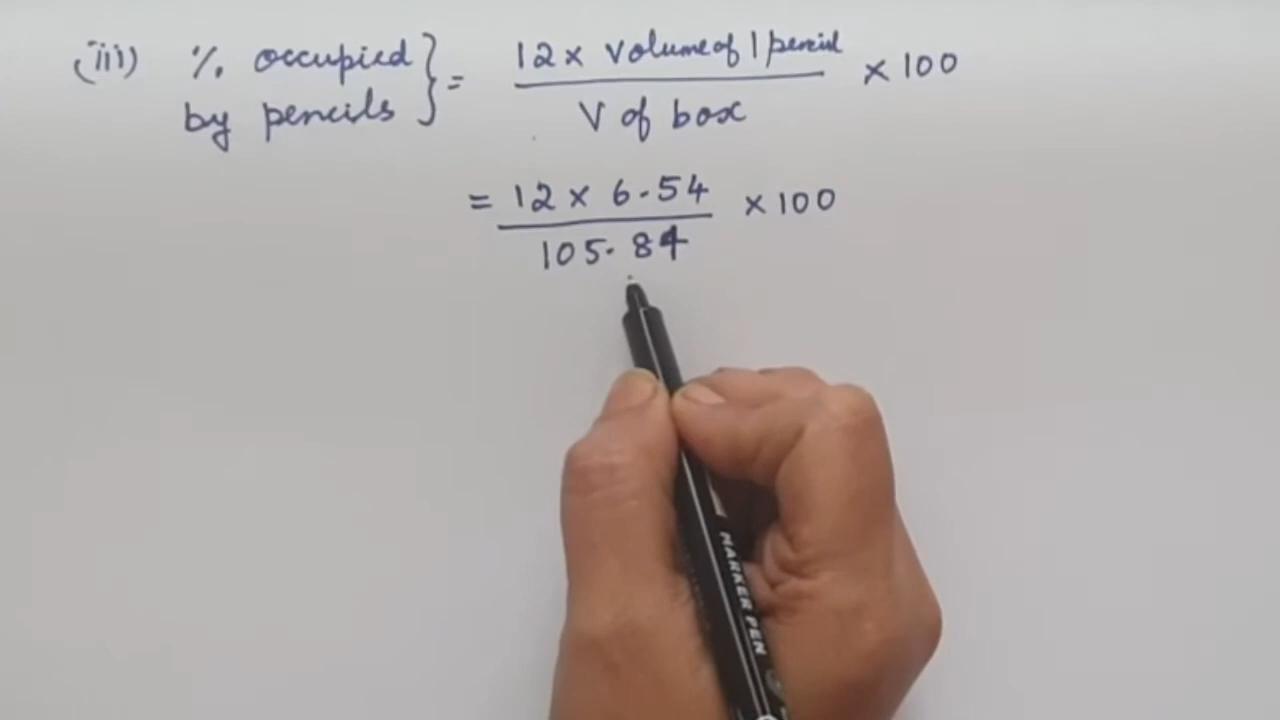 (iii) % occupied by pencils } = 12 x Volume of 1 pencil / V of box x 100
= 12 x 6.54 / 105.84 x 100
MARKER PEN